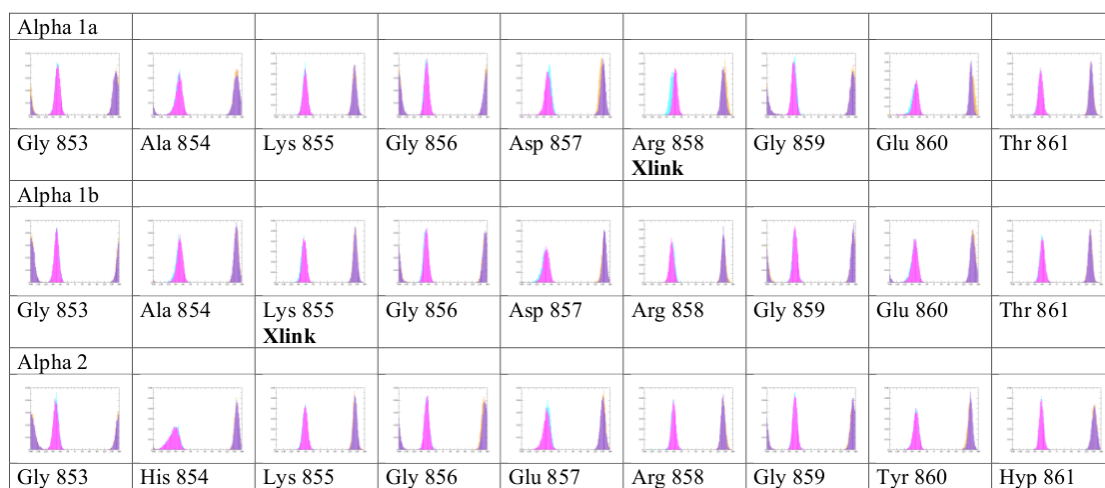 Alpha 1a
Gly 853 Ala 854 Lys 855 Gly 856 Asp 857 Arg 858 Gly 859 Glu 860 Thr 861
Xlink
Alpha 1b
Gly 853 Ala 854 Lys 855 Gly 856 Asp 857 Arg 858 Gly 859 Glu 860 Thr 861
Xlink
Alpha 2
Gly 853 His 854 Lys 855 Gly 856 Glu 857 Arg 858 Gly 859 Tyr 860 Hyp 861